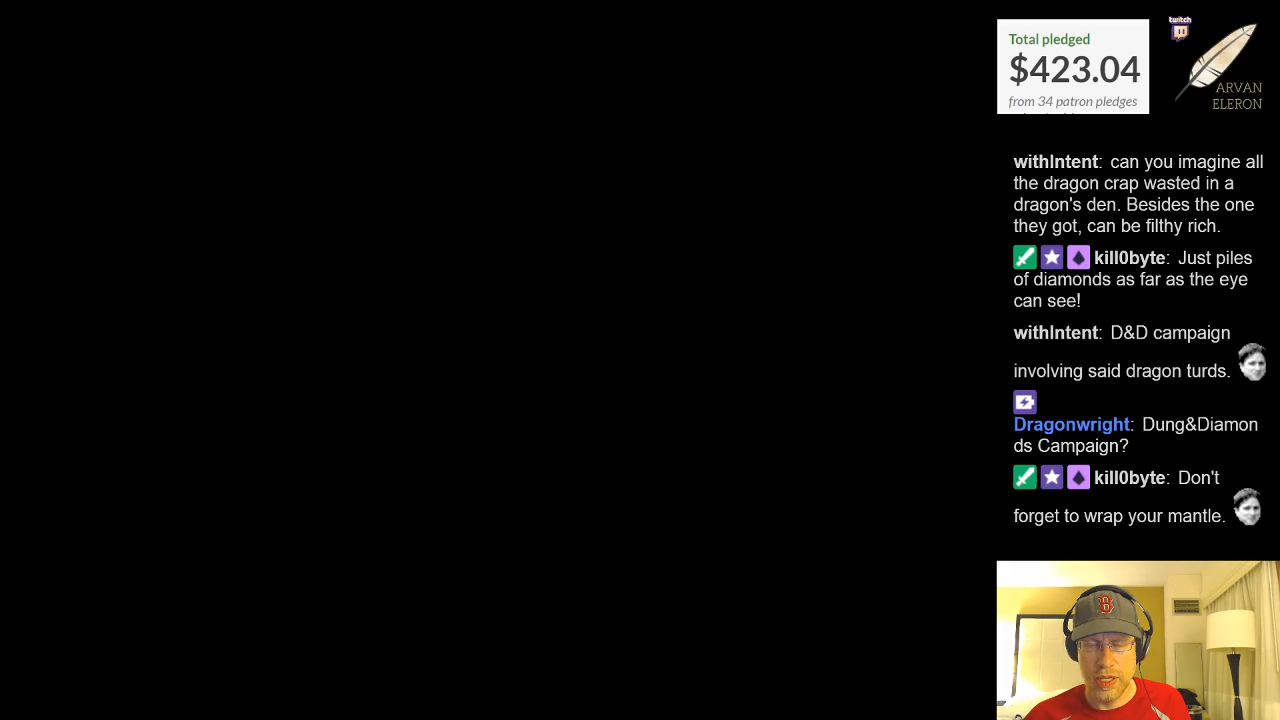 Total pledged
$423.04
from 34 patron pledges
twitch
ARVAN
ELERON
withIntent: can you imagine all
the dragon crap wasted in a
dragon's den. Besides the one
they got, can be filthy rich.
kill0byte: Just piles
of diamonds as far as the eye
can see!
withIntent: D&D campaign
involving said dragon turds.
Dragonwright: Dung&Diamon
ds Campaign?
kill0byte: Don't
forget to wrap your mantle.
B